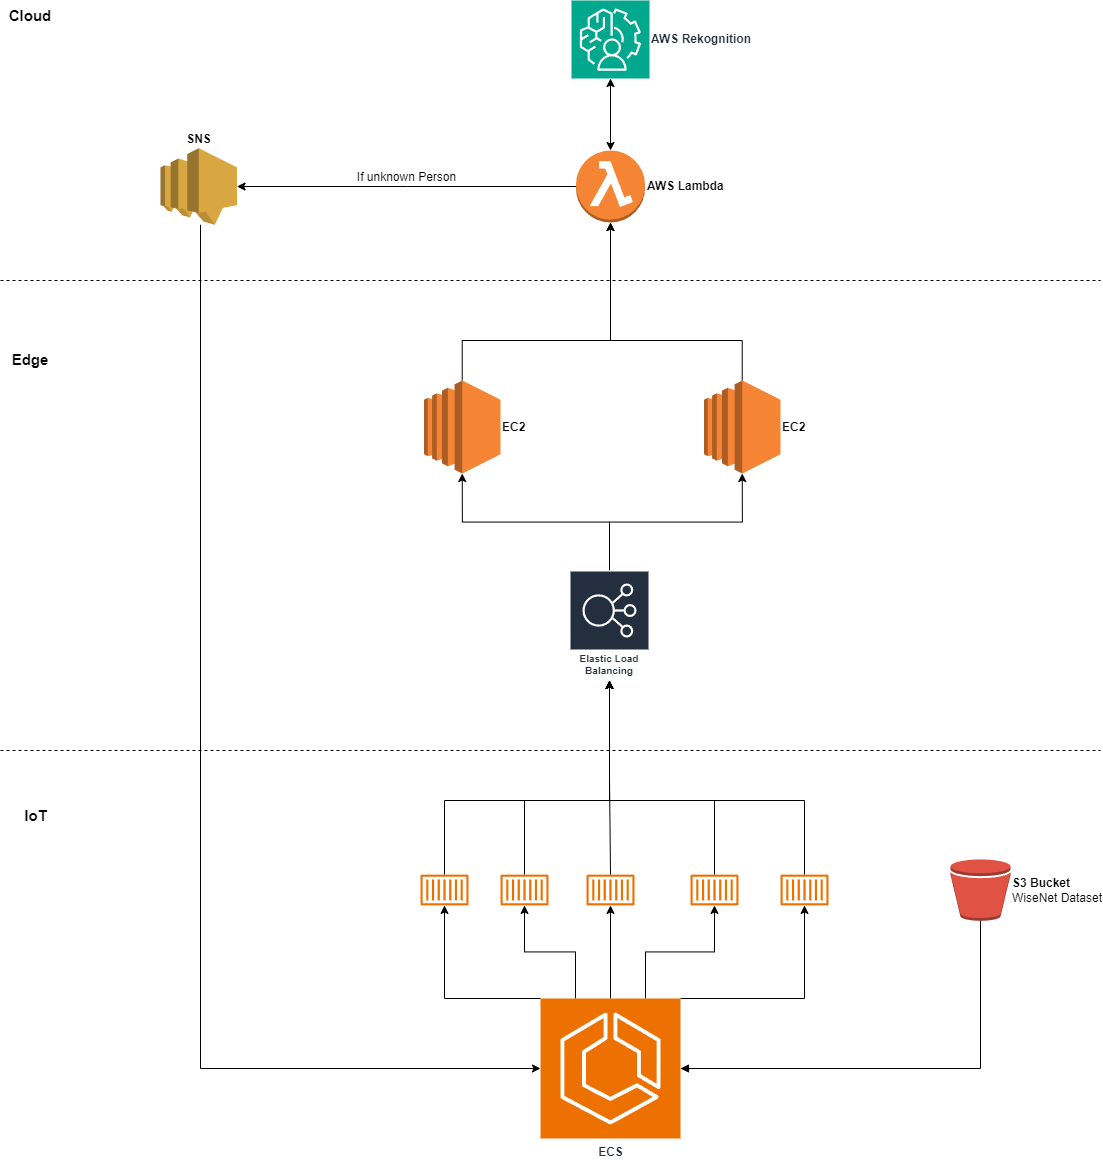 Cloud
AWS Rekognition
SNS
If unknown Person
AWS Lambda
Edge
EC2
EC2
Elastic Load
Balancing
IoT
S3 Bucket
WiseNet Dataset
ECS